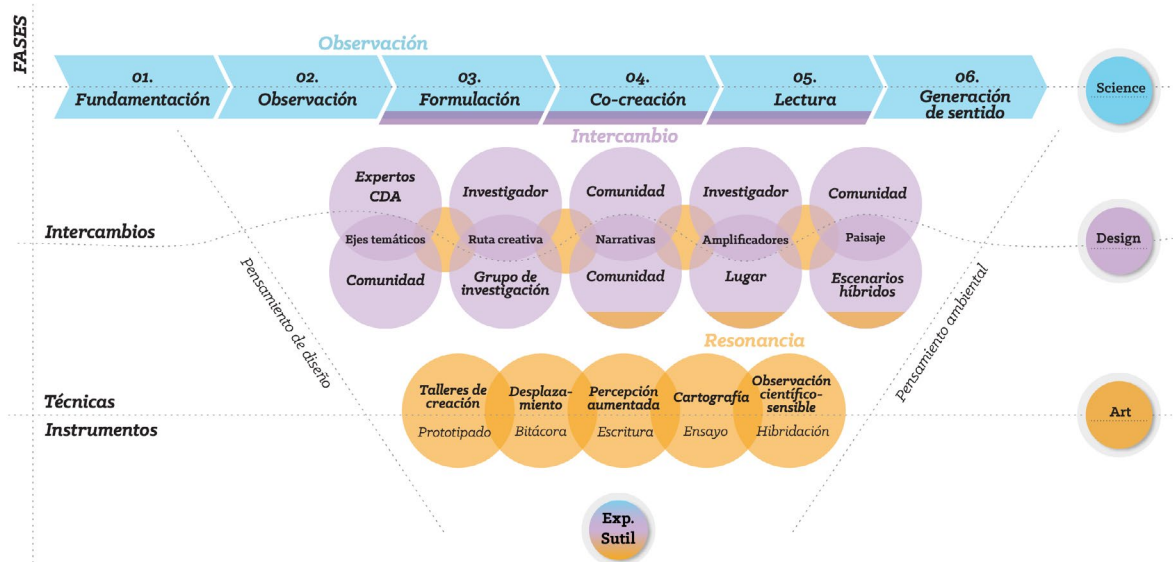 FASES
Observación
01.
Fundamentación
02.
Observación
03.
Formulación
04.
Co-creación
05.
Lectura
06.
Generación
de sentido
Science
Intercambio
Intercambios
Expertos
CDA
Ejes temáticos
Comunidad
Investigador
Ruta creativa
Grupo de
investigación
Comunidad
Narrativas
Comunidad
Investigador
Amplificadores
Lugar
Comunidad
Paisaje
Escenarios
híbridos
Design
Pensamiento de diseño
Pensamiento ambiental
Resonancia
Técnicas
Instrumentos
Talleres de
creación
Prototipado
Desplaza-
miento
Bitácora
Percepción
aumentada
Escritura
Cartografía
Ensayo
Observación
científico-
sensible
Hibridación
Art
Exp.
Sutil